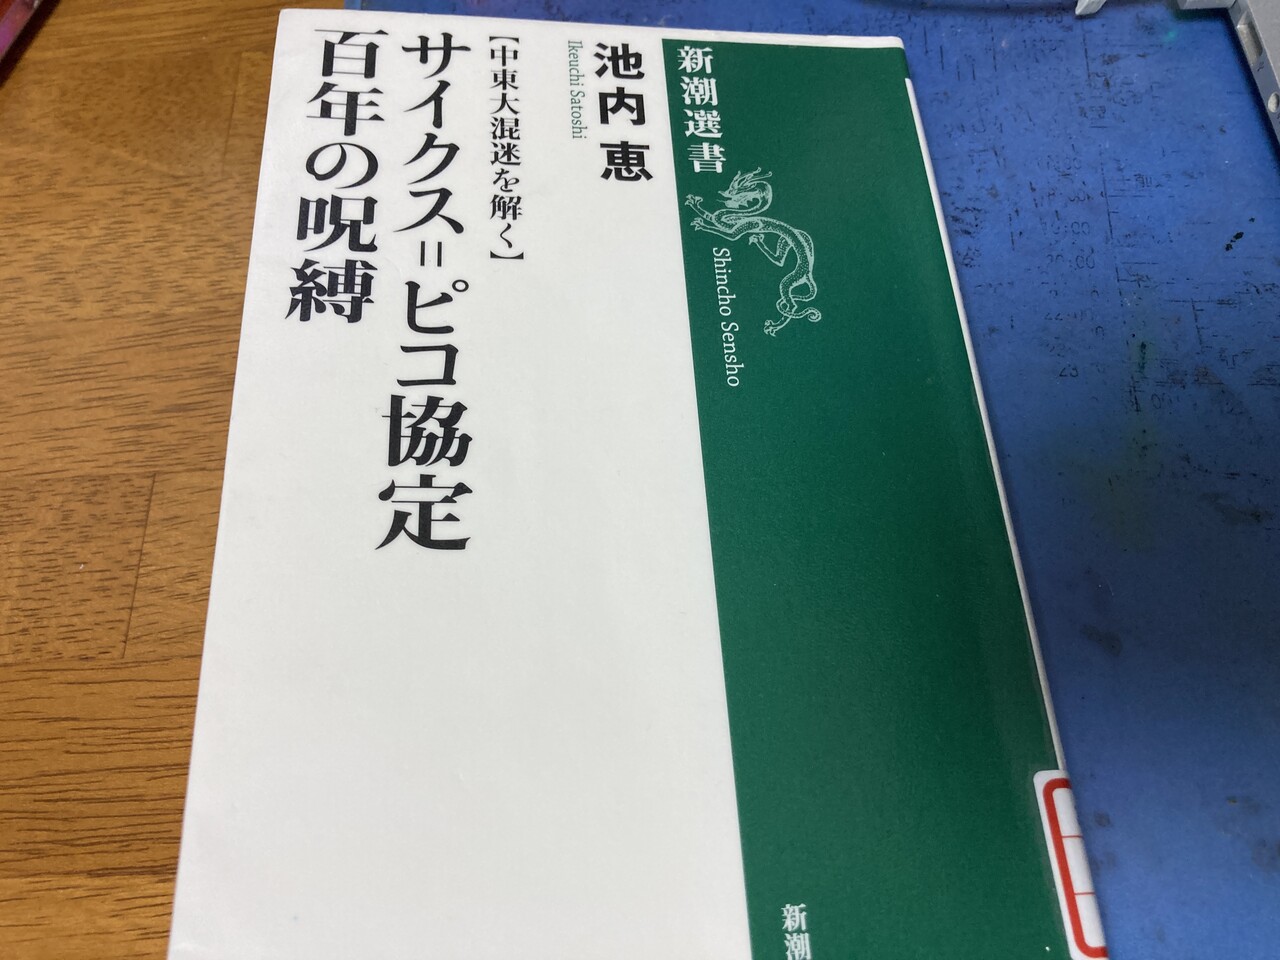 新潮選書
Shincho Sensho
池内 恵
Ikeuchi Satoshi
【中東大混迷を解く】
サイクス=ピコ協定
百年の呪縛
新潮